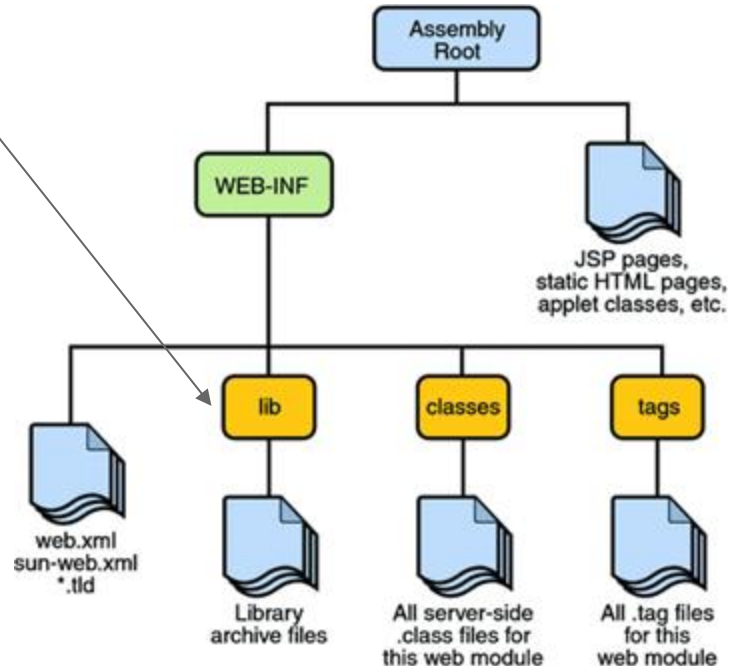 Assembly
Root
WEB-INF
JSP pages,
static HTML pages,
applet classes, etc.
lib
classes
tags
web.xml
sun-web.xml
*.tld
Library
archive files
All server-side
.class files for
this web module
All .tag files
for this
web module